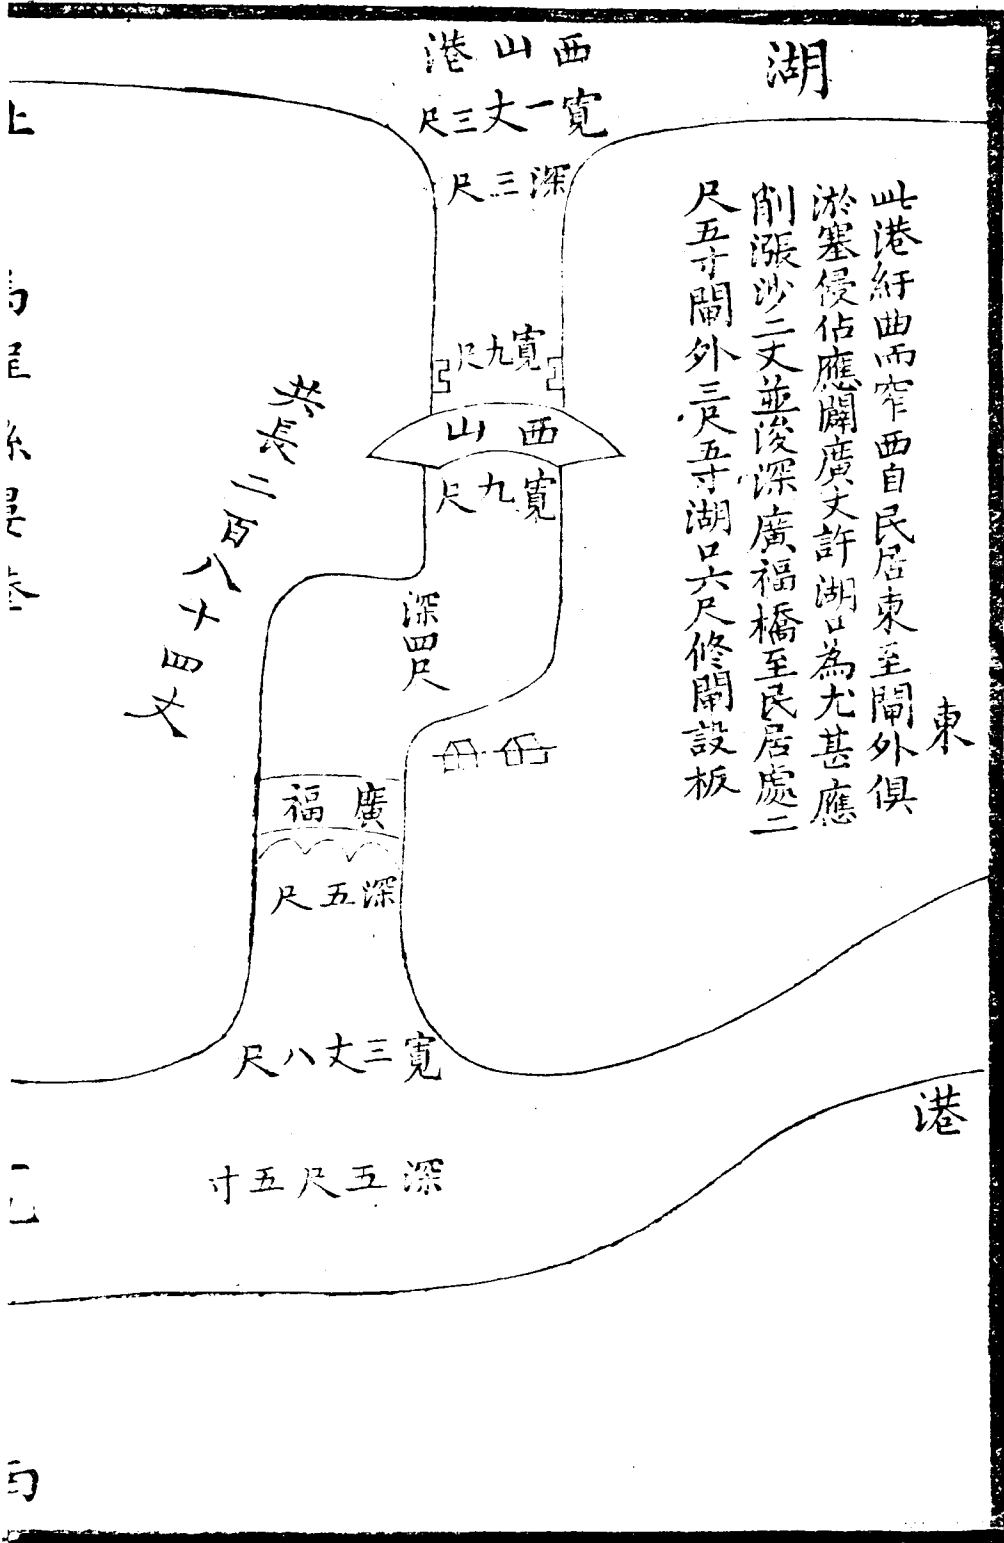 湖
此港紆曲而窄西自民居東至閘外俱
淤塞侵佔應闢廣丈許湖口為尤甚應
削漲沙二丈並浚深廣福橋至民居處二
尺五寸閘外三尺五寸湖口六尺修閘設板
東
港
西山港
寬一丈三尺
深三尺
寬九尺
西山
寬九尺
深四尺
廣福
深五尺
寬三丈八尺
深五尺五寸
共長二百八十四丈